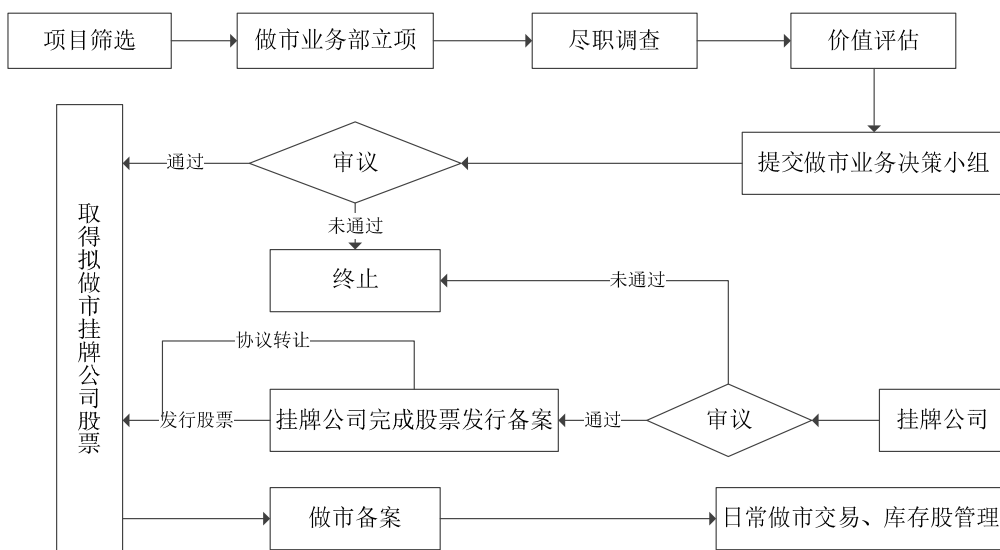 项目筛选
做市业务部立项
尽职调查
价值评估
提交做市业务决策小组
审议
通过
未通过
终止
未通过
取得拟做市挂牌公司股票
协议转让
发行股票
挂牌公司完成股票发行备案
通过
审议
挂牌公司
做市备案
日常做市交易、库存股管理